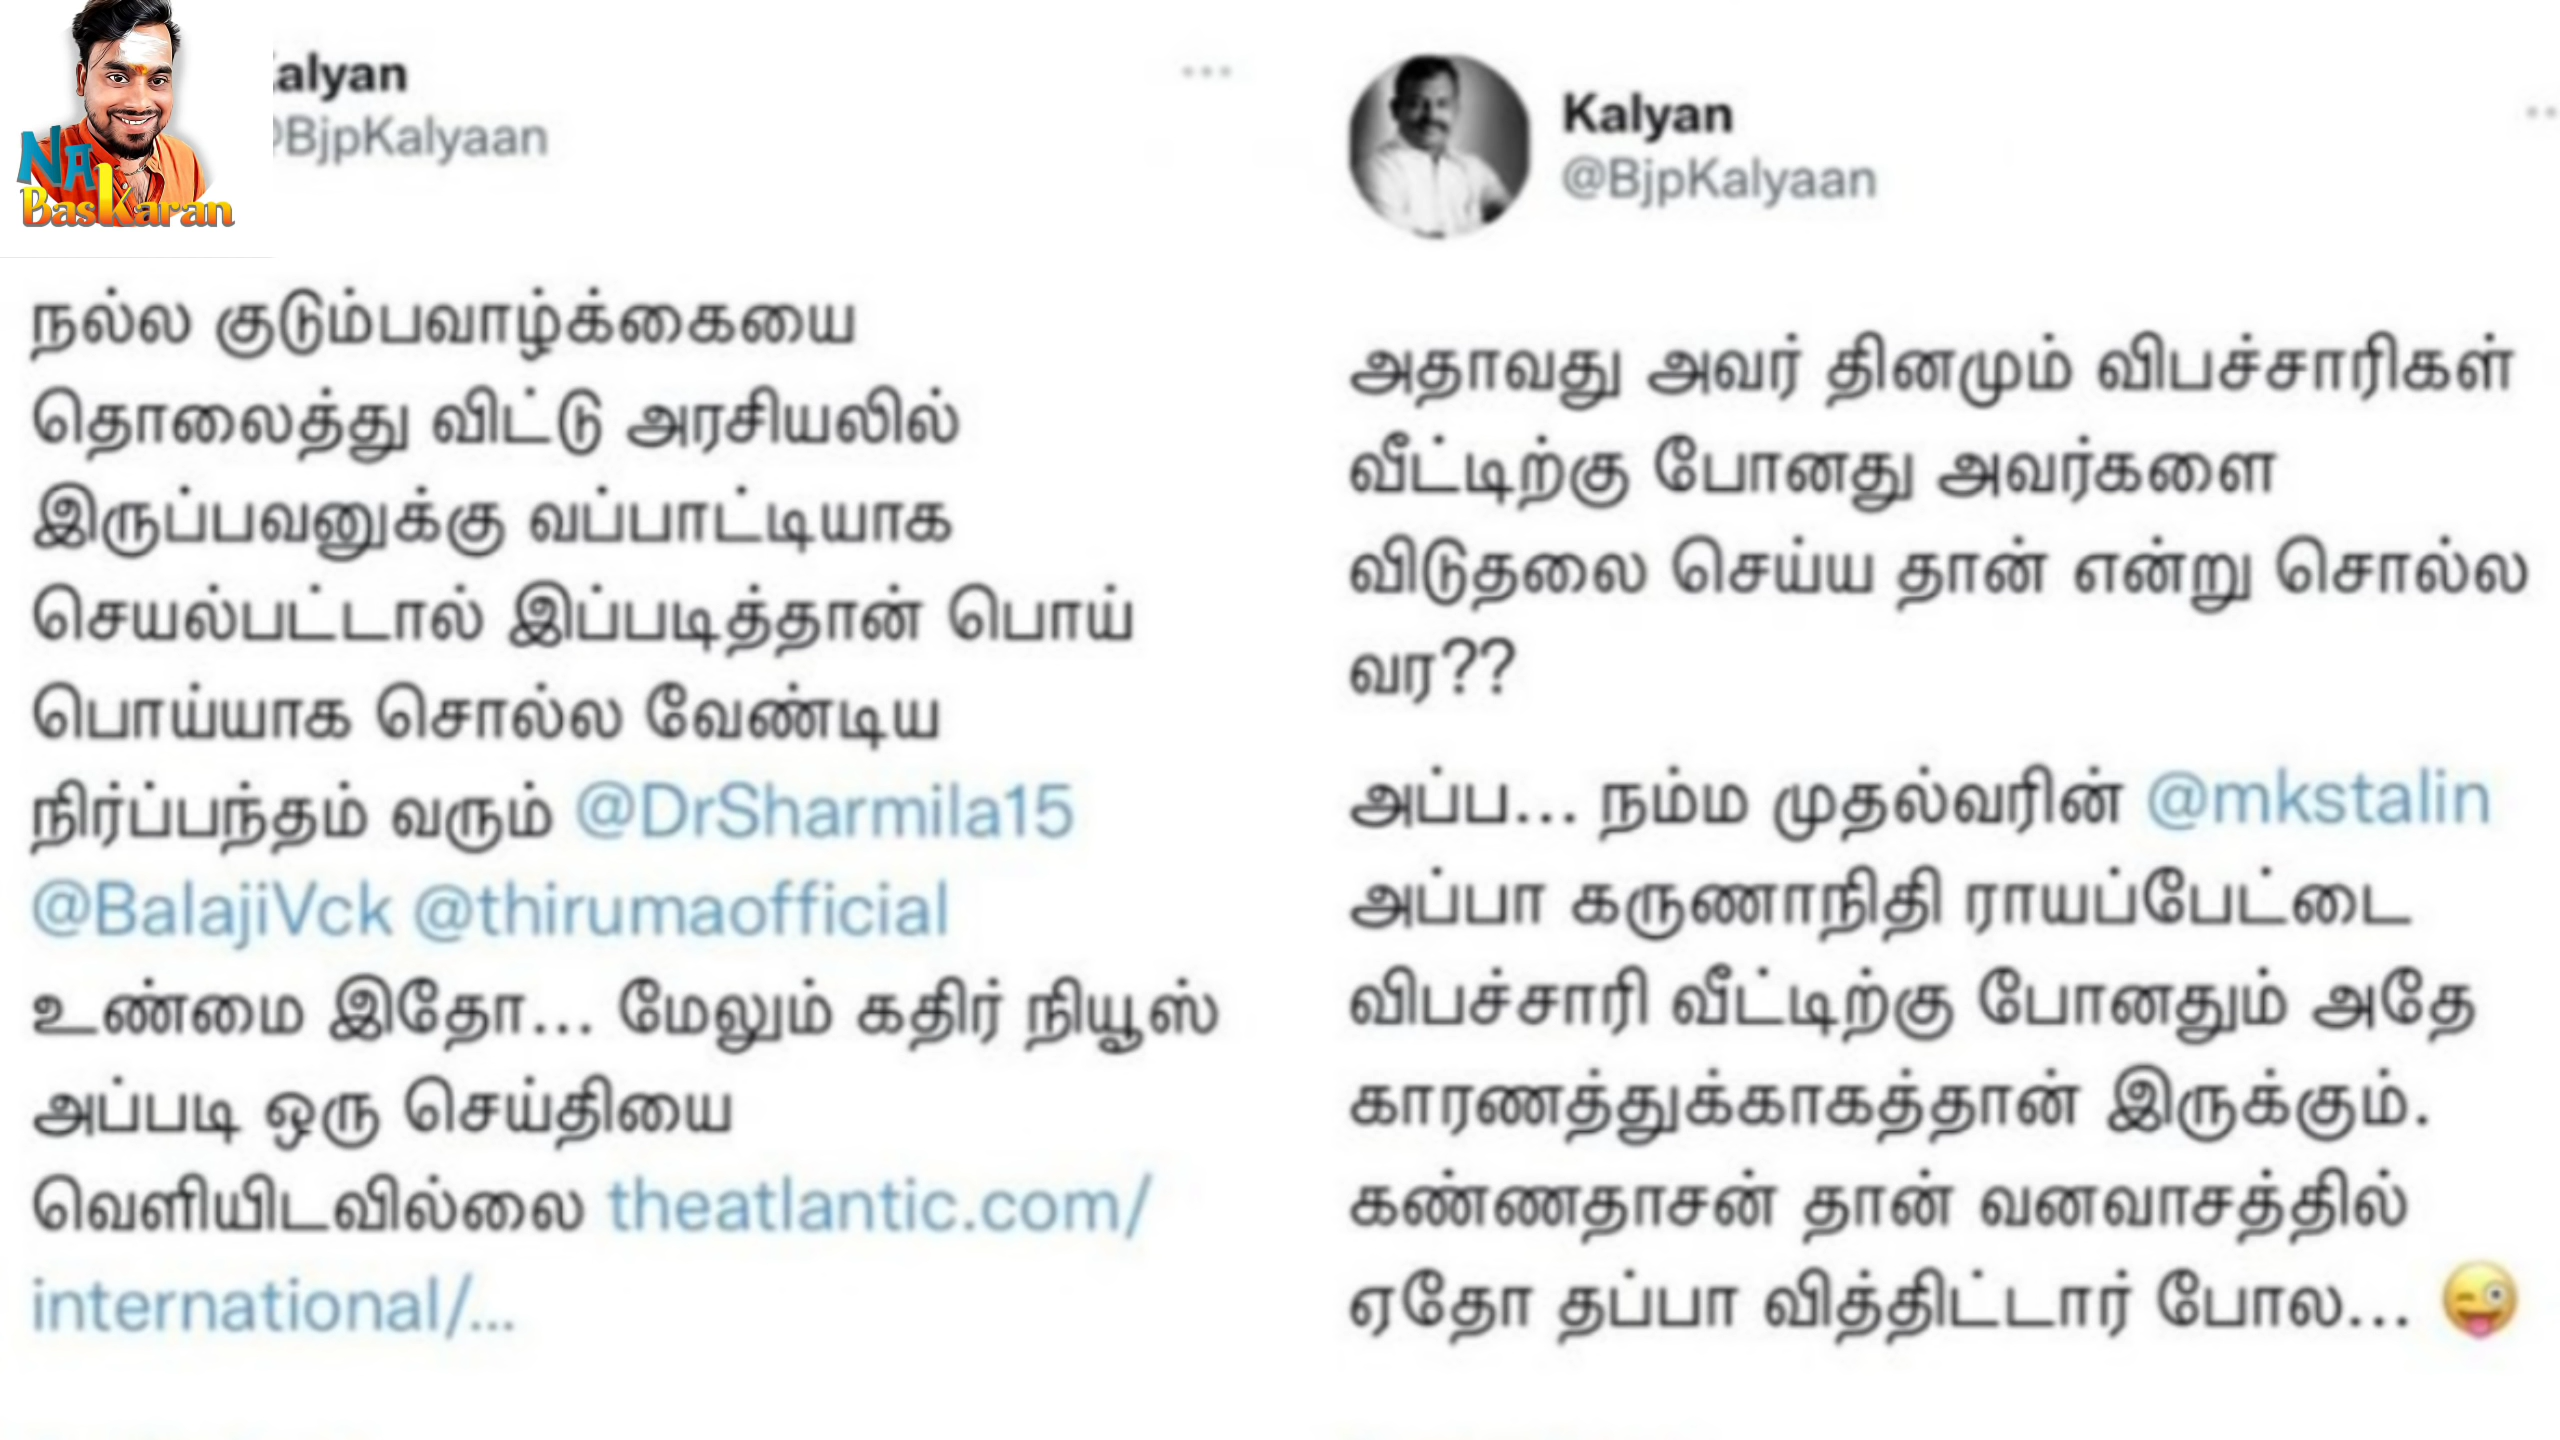 NA
Baskaran
alyan
@BjpKalyaan
நல்ல குடும்பவாழ்க்கையை
தொலைத்து விட்டு அரசியலில்
இருப்பவனுக்கு வப்பாட்டியாக
செயல்பட்டால் இப்படித்தான் பொய்
பொய்யாக சொல்ல வேண்டிய
நிர்ப்பந்தம் வரும் @DrSharmila15
@BalajiVck @thirumaofficial
உண்மை இதோ... மேலும் கதிர் நியூஸ்
அப்படி ஒரு செய்தியை
வெளியிடவில்லை theatlantic.com/
international/...
Kalyan
@BjpKalyaan
அதாவது அவர் தினமும் விபச்சாரிகள்
வீட்டிற்கு போனது அவர்களை
விடுதலை செய்ய தான் என்று சொல்ல
வர??
அப்ப... நம்ம முதல்வரின் @mkstalin
அப்பா கருணாநிதி ராயப்பேட்டை
விபச்சாரி வீட்டிற்கு போனதும் அதே
காரணத்துக்காகத்தான் இருக்கும்.
கண்ணதாசன் தான் வனவாசத்தில்
ஏதோ தப்பா வித்திட்டார் போல... 😜